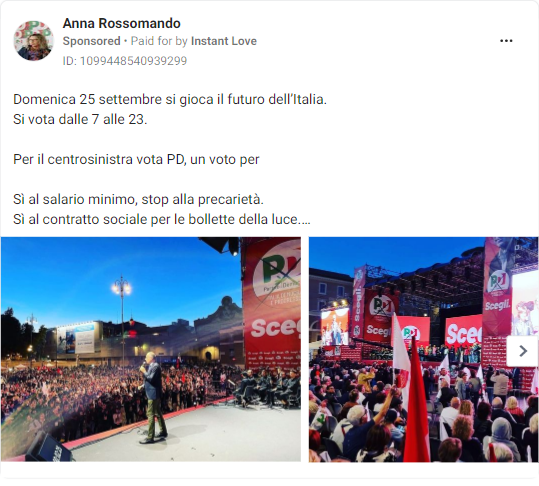 Anna Rossomando
Sponsored • Paid for by Instant Love
ID: 1099448540939299
Domenica 25 settembre si gioca il futuro dell'Italia.
Si vota dalle 7 alle 23.
Per il centrosinistra vota PD, un voto per
Sì al salario minimo, stop alla precarietà.
Sì al contratto sociale per le bollette della luce....
PD
Scegli
PD
Scegli.
Scegli.